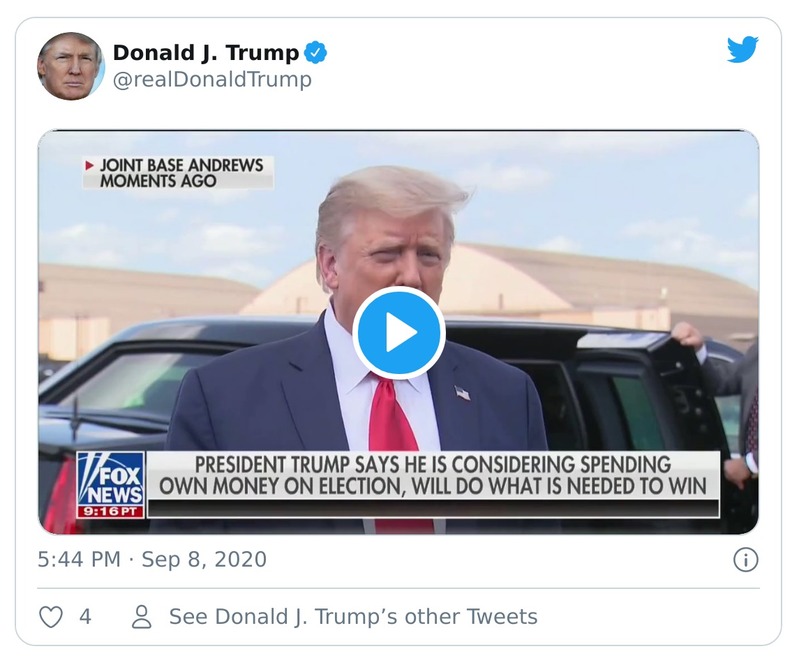 Donald J. Trump
@realDonaldTrump
JOINT BASE ANDREWS
MOMENTS AGO
PRESIDENT TRUMP SAYS HE IS CONSIDERING SPENDING
OWN MONEY ON ELECTION, WILL DO WHAT IS NEEDED TO WIN
FOX
NEWS
9:16 PT
5:44 PM · Sep 8, 2020
4 See Donald J. Trump’s other Tweets